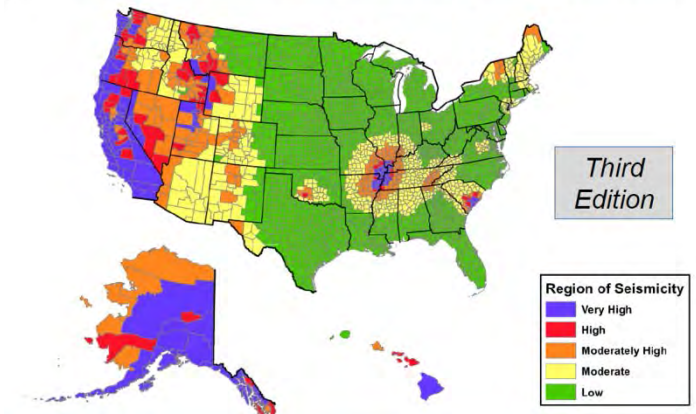 Third
Edition
Region of Seismicity
Very High
High
Moderately High
Moderate
Low